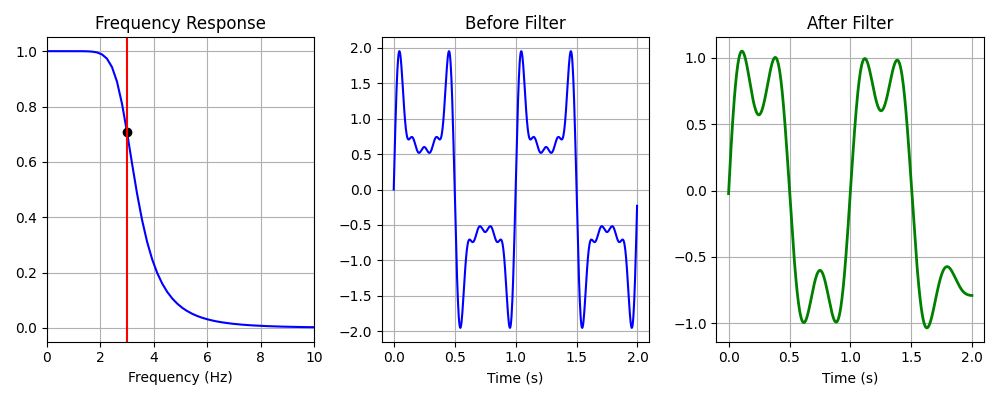 Frequency Response
1.0
0.8
0.6
0.4
0.2
0.0
0 2 4 6 8 10
Frequency (Hz)
Before Filter
2.0
1.5
1.0
0.5
0.0
−0.5
−1.0
−1.5
−2.0
0.0 0.5 1.0 1.5 2.0
Time (s)
After Filter
1.0
0.5
0.0
−0.5
−1.0
0.0 0.5 1.0 1.5 2.0
Time (s)